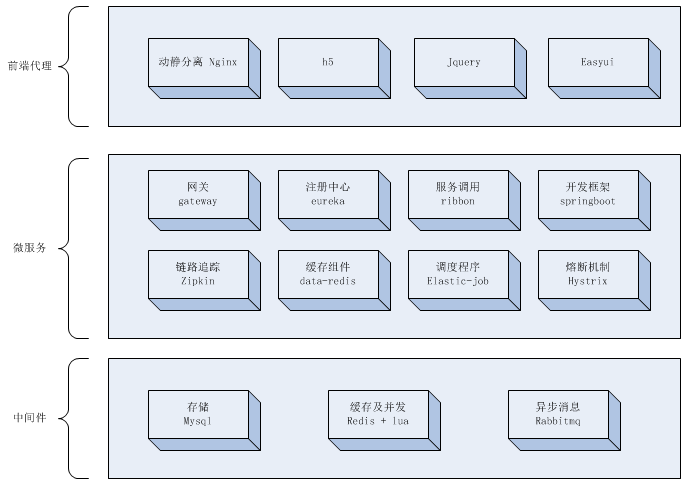 前端代理
动静分离 Nginx
h5
Jquery
Easyui
微服务
网关
gateway
注册中心
eureka
服务调用
ribbon
开发框架
springboot
链路追踪
Zipkin
缓存组件
data-redis
调度程序
Elastic-job
熔断机制
Hystrix
中间件
存储
Mysql
缓存及并发
Redis + lua
异步消息
Rabbitmq